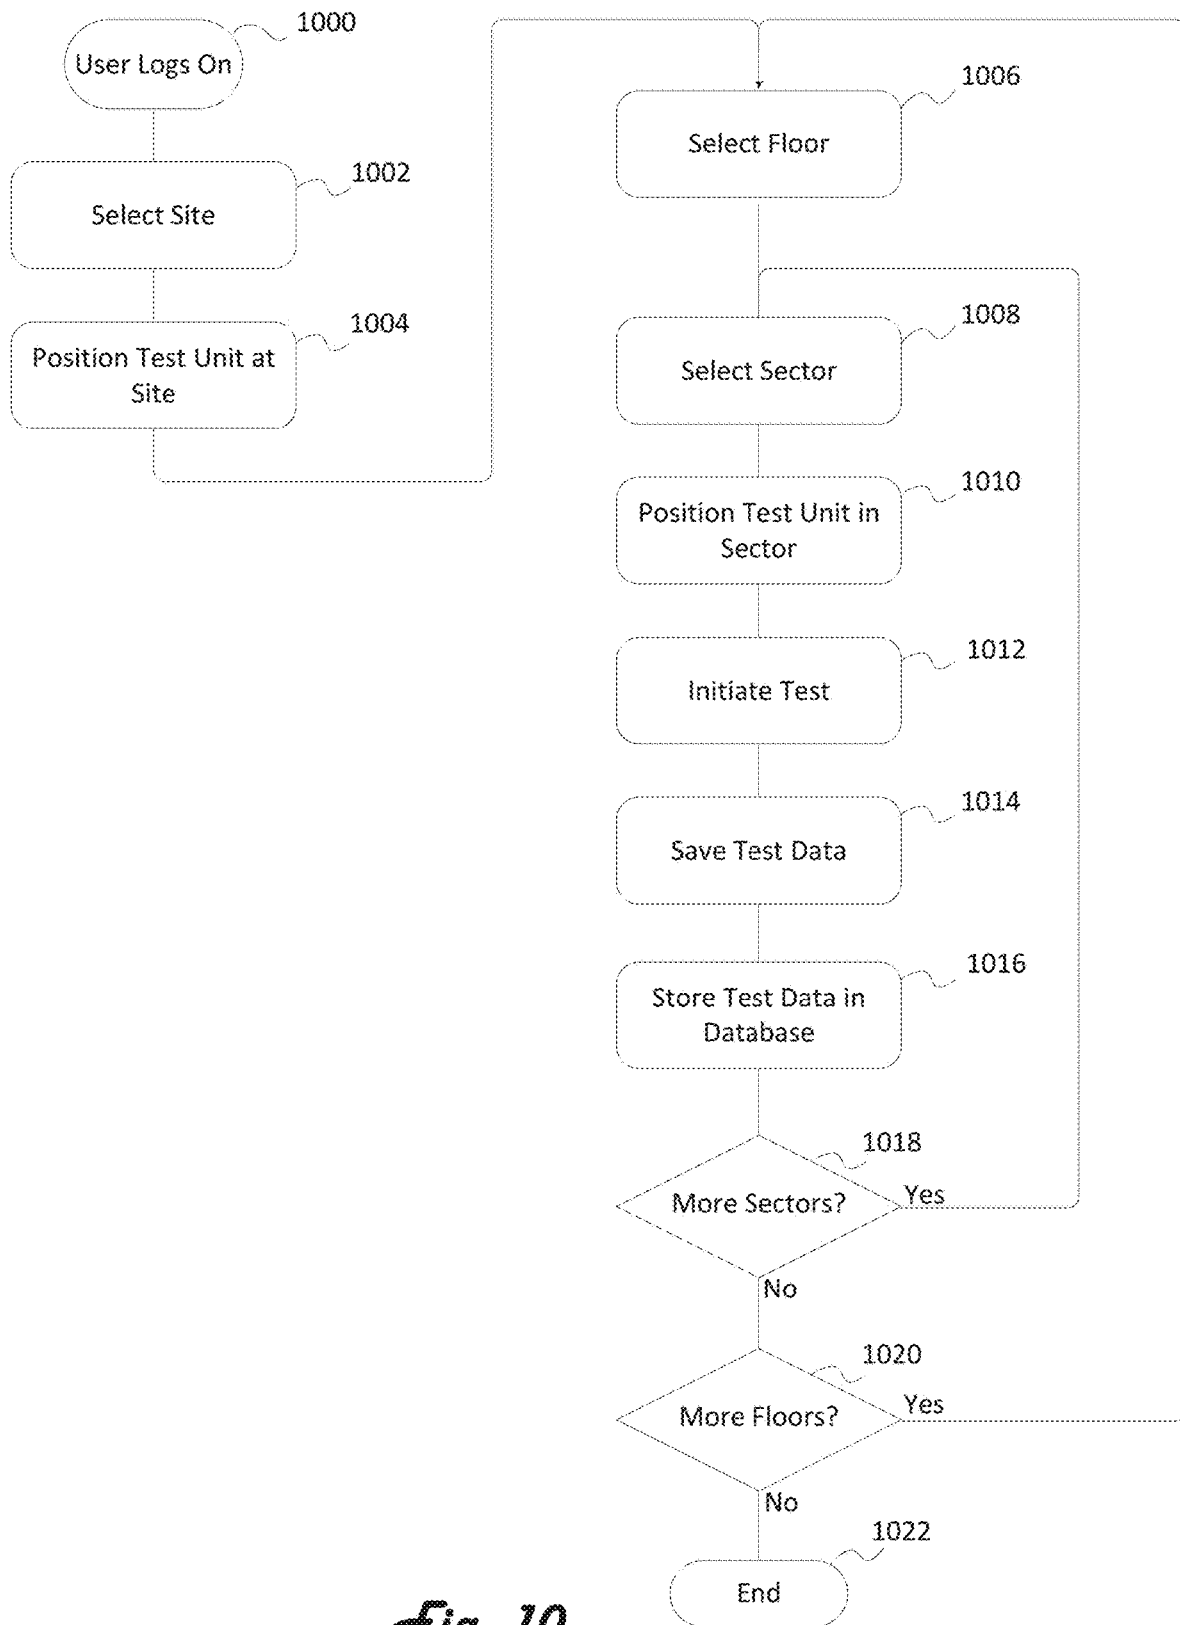 1000
User Logs On
1002
Select Site
1004
Position Test Unit at
Site
1006
Select Floor
1008
Select Sector
1010
Position Test Unit in
Sector
1012
Initiate Test
1014
Save Test Data
1016
Store Test Data in
Database
1018
More Sectors?
Yes
No
1020
More Floors?
Yes
No
1022
End
Fig. 10